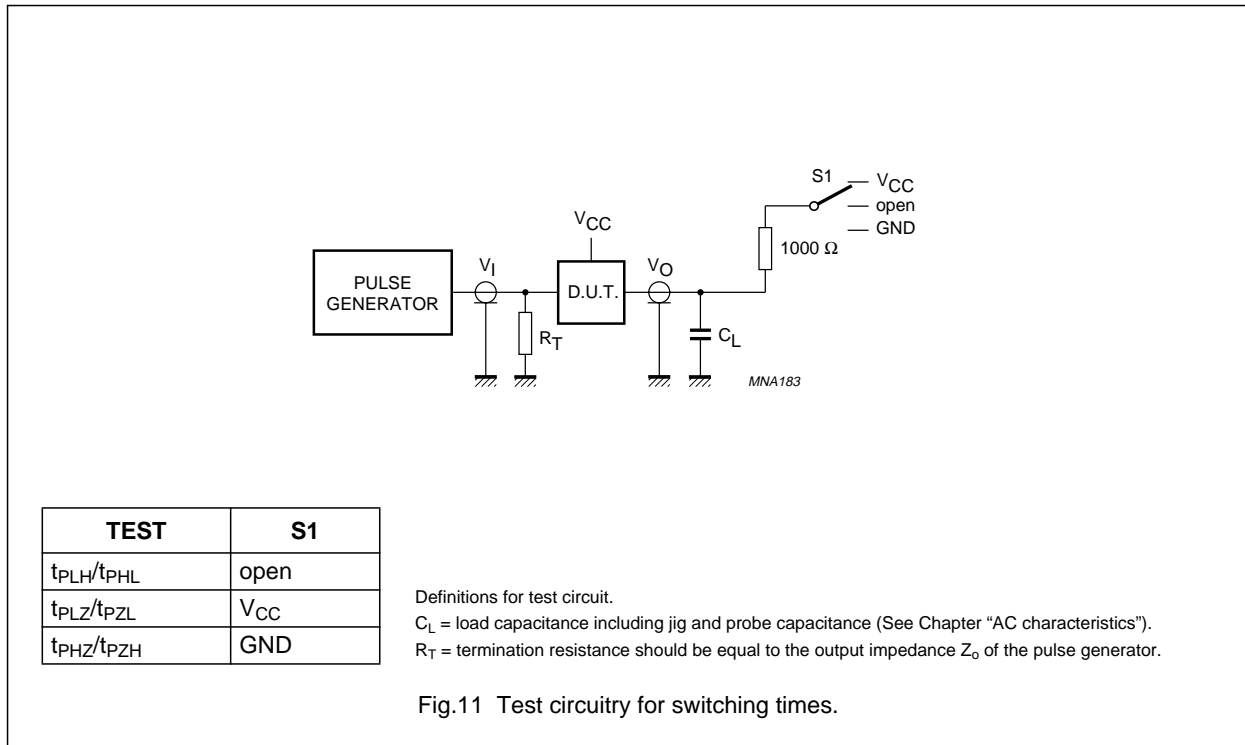 S1
VCC
open
GND
1000 Ω
VCC
PULSE
GENERATOR
VI
D.U.T.
VO
RT
CL
MNA183
TEST S1
tPLH/tPHL open
tPLZ/tPZL VCC
tPHZ/tPZH GND
Definitions for test circuit.
CL = load capacitance including jig and probe capacitance (See Chapter “AC characteristics”).
RT = termination resistance should be equal to the output impedance Zo of the pulse generator.
Fig.11 Test circuitry for switching times.